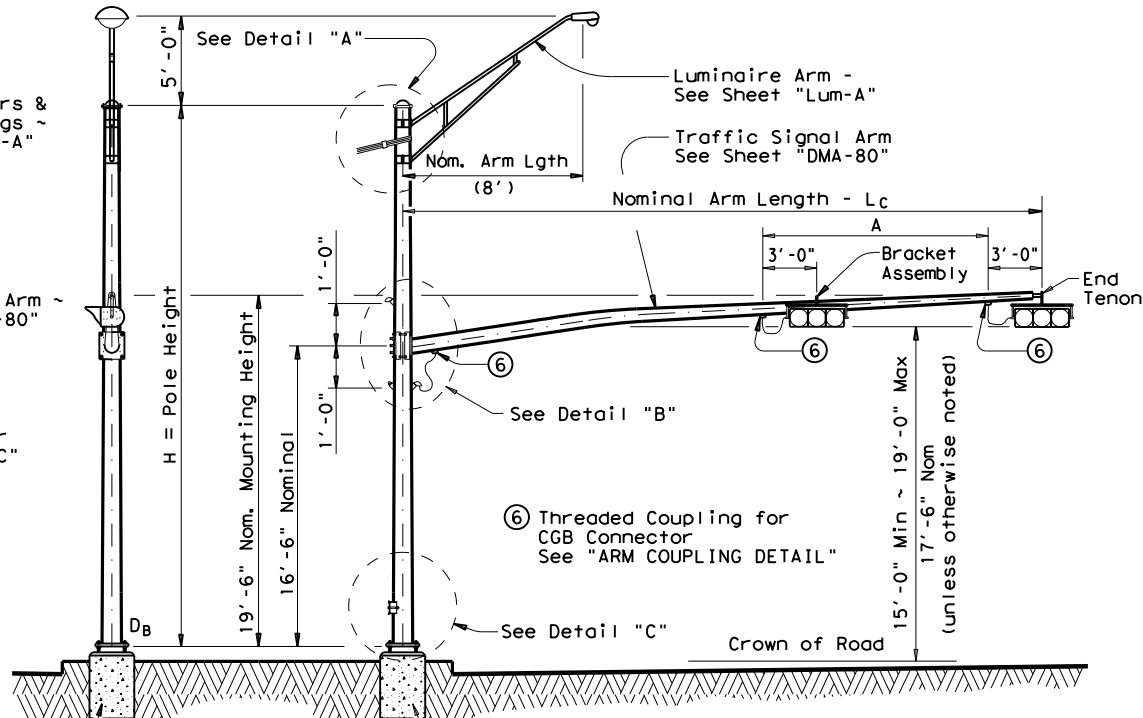 See Detail "A"
5'-0"
rs &
gs ~
-A"
Luminaire Arm -
See Sheet "Lum-A"
Traffic Signal Arm
See Sheet "DMA-80"
Nom. Arm Lgth
(8')
Nominal Arm Length - LC
A
3'-0"
Bracket
Assembly
3'-0"
End
Tenon
1'-0"
Arm ~
-80"
H = Pole Height
19'-6" Nom. Mounting Height
16'-6" Nominal
1'-0"
6
6
6
See Detail "B"
C"
15'-0" Min ~ 19'-0" Max
17'-6" Nom
(unless otherwise noted)
6 Threaded Coupling for
CGB Connector
See "ARM COUPLING DETAIL"
DB
See Detail "C"
Crown of Road